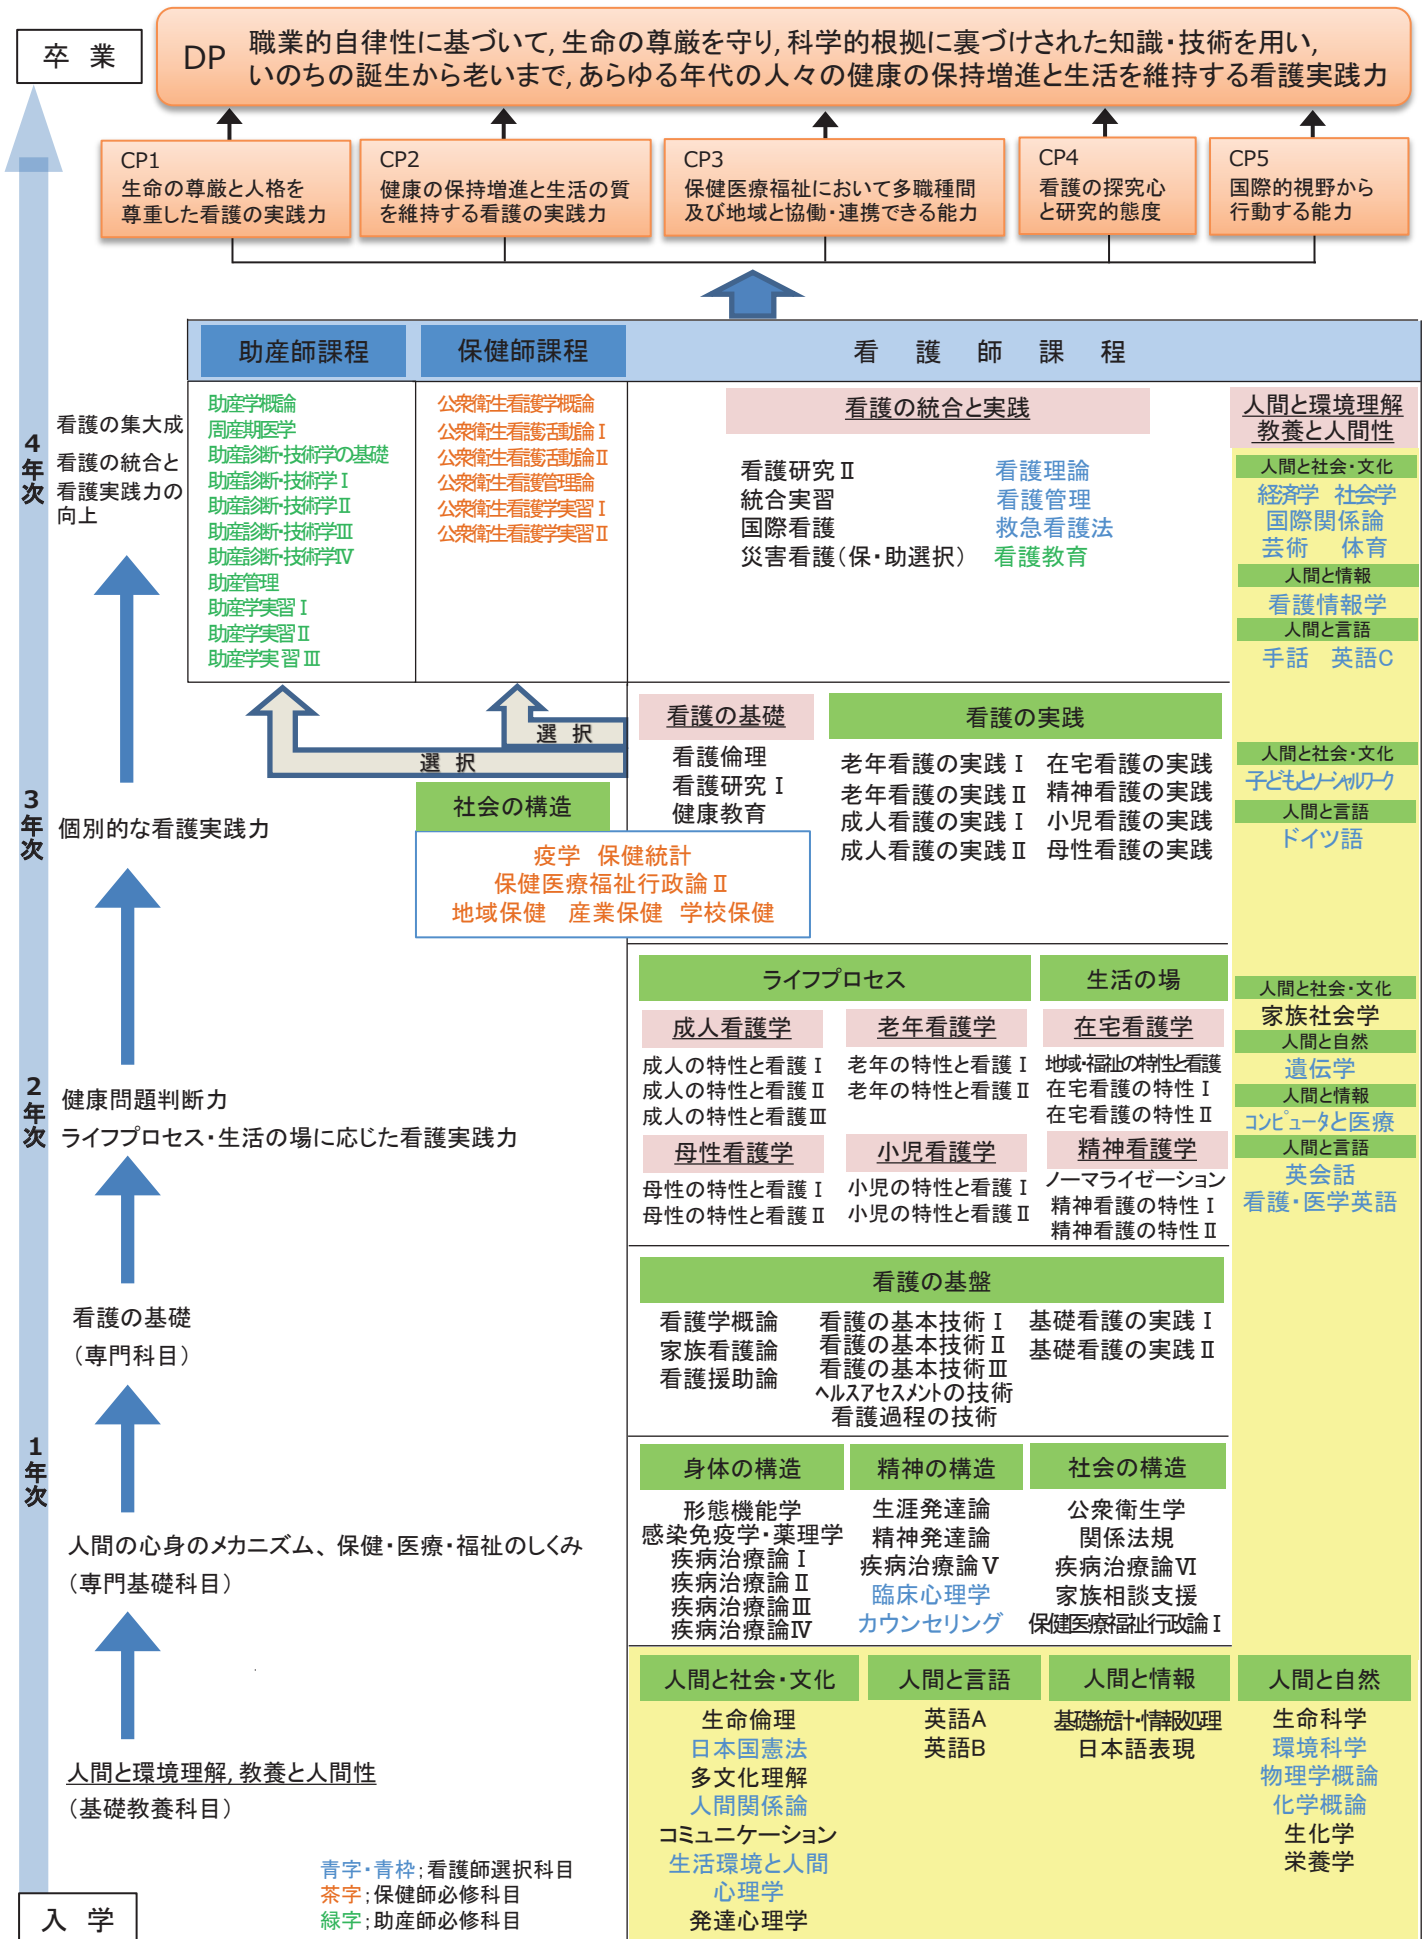 卒 業
DP 職業的自律性に基づいて,生命の尊厳を守り,科学的根拠に裏づけされた知識・技術を用い,
いのちの誕生から老いまで,あらゆる年代の人々の健康の保持増進と生活を維持する看護実践力
CP1
生命の尊厳と人格を
尊重した看護の実践力
CP2
健康の保持増進と生活の質
を維持する看護の実践力
CP3
保健医療福祉において多職種間
及び地域と協働・連携できる能力
CP4
看護の探究心
と研究的態度
CP5
国際的視野から
行動する能力
助産師課程
保健師課程
看 護 師 課 程
4年次
看護の集大成
看護の統合と
看護実践力の
向上
助産学概論
周産期医学
助産診断・技術学の基礎
助産診断・技術学Ⅰ
助産診断・技術学Ⅱ
助産診断・技術学Ⅲ
助産診断・技術学Ⅳ
助産管理
助産学実習Ⅰ
助産学実習Ⅱ
助産学実習Ⅲ
公衆衛生看護学概論
公衆衛生看護活動論Ⅰ
公衆衛生看護活動論Ⅱ
公衆衛生看護管理論
公衆衛生看護学実習Ⅰ
公衆衛生看護学実習Ⅱ
看護の統合と実践
看護研究Ⅱ
統合実習
国際看護
災害看護(保・助選択)
看護理論
看護管理
救急看護法
看護教育
人間と環境理解
教養と人間性
人間と社会・文化
経済学 社会学
国際関係論
芸術 体育
人間と情報
看護情報学
人間と言語
手話 英語C
選 択
選 択
3年次
個別的な看護実践力
社会の構造
疫学 保健統計
保健医療福祉行政論Ⅱ
地域保健 産業保健 学校保健
看護の基礎
看護倫理
看護研究Ⅰ
健康教育
看護の実践
老年看護の実践Ⅰ
老年看護の実践Ⅱ
成人看護の実践Ⅰ
成人看護の実践Ⅱ
在宅看護の実践
精神看護の実践
小児看護の実践
母性看護の実践
人間と社会・文化
子どもとソーシャルワーク
人間と言語
ドイツ語
2年次
健康問題判断力
ライフプロセス・生活の場に応じた看護実践力
ライフプロセス
生活の場
成人看護学
成人の特性と看護Ⅰ
成人の特性と看護Ⅱ
成人の特性と看護Ⅲ
老年看護学
老年の特性と看護Ⅰ
老年の特性と看護Ⅱ
在宅看護学
地域・福祉の特性と看護
在宅看護の特性Ⅰ
在宅看護の特性Ⅱ
母性看護学
母性の特性と看護Ⅰ
母性の特性と看護Ⅱ
小児看護学
小児の特性と看護Ⅰ
小児の特性と看護Ⅱ
精神看護学
ノーマライゼーション
精神看護の特性Ⅰ
精神看護の特性Ⅱ
人間と社会・文化
家族社会学
人間と自然
遺伝学
人間と情報
コンピュータと医療
人間と言語
英会話
看護・医学英語
看護の基礎
(専門科目)
看護の基盤
看護学概論
家族看護論
看護援助論
看護の基本技術Ⅰ
看護の基本技術Ⅱ
看護の基本技術Ⅲ
ヘルスアセスメントの技術
看護過程の技術
基礎看護の実践Ⅰ
基礎看護の実践Ⅱ
1年次
人間の心身のメカニズム、保健・医療・福祉のしくみ
(専門基礎科目)
身体の構造
形態機能学
感染免疫学・薬理学
疾病治療論Ⅰ
疾病治療論Ⅱ
疾病治療論Ⅲ
疾病治療論Ⅳ
精神の構造
生涯発達論
精神発達論
疾病治療論Ⅴ
臨床心理学
カウンセリング
社会の構造
公衆衛生学
関係法規
疾病治療論Ⅵ
家族相談支援
保健医療福祉行政論Ⅰ
人間と環境理解,教養と人間性
(基礎教養科目)
人間と社会・文化
生命倫理
日本国憲法
多文化理解
人間関係論
コミュニケーション
生活環境と人間
心理学
発達心理学
人間と言語
英語A
英語B
人間と情報
基礎統計・情報処理
日本語表現
人間と自然
生命科学
環境科学
物理学概論
化学概論
生化学
栄養学
青字・青枠;看護師選択科目
茶字;保健師必修科目
緑字;助産師必修科目
入 学